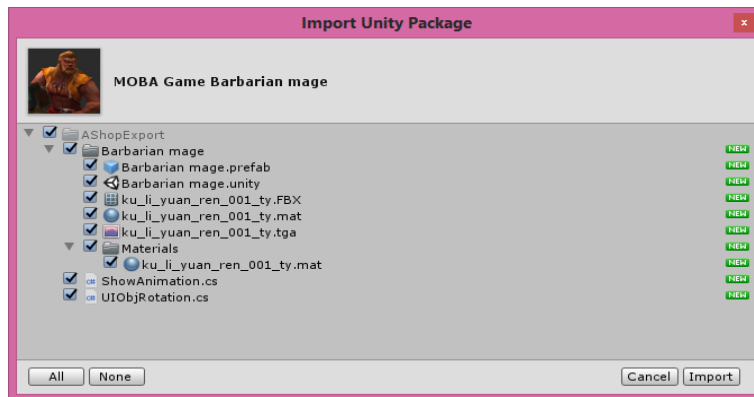 Import Unity Package
x
MOBA Game Barbarian mage
AShopExport
Barbarian mage NEW
Barbarian mage.prefab NEW
Barbarian mage.unity NEW
ku_li_yuan_ren_001_ty.FBX NEW
ku_li_yuan_ren_001_ty.mat NEW
ku_li_yuan_ren_001_ty.tga NEW
Materials NEW
ku_li_yuan_ren_001_ty.mat NEW
c# ShowAnimation.cs NEW
c# UIObjRotation.cs NEW
All None Cancel Import